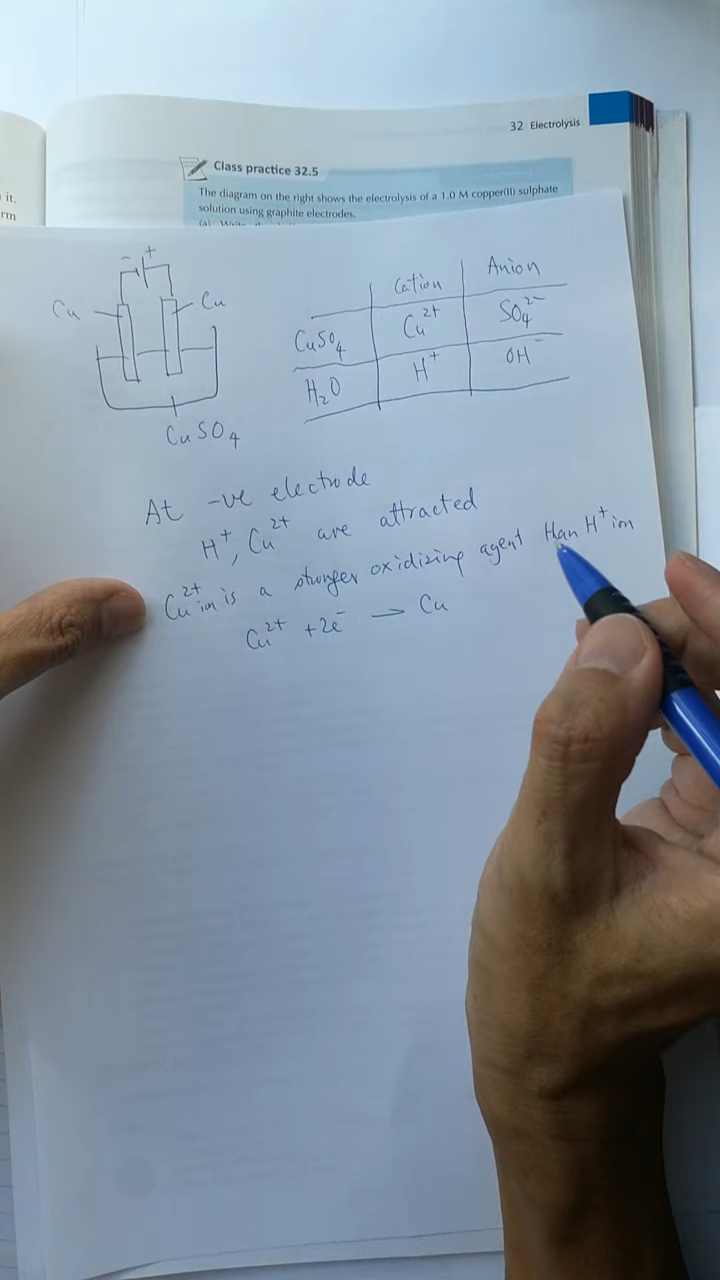 32 Electrolysis
Class practice 32.5
it.
rm
The diagram on the right shows the electrolysis of a 1.0 M copper(II) sulphate
solution using graphite electrodes.
(a)
- +
Cu Cu
CuSO₄
Cation Anion
CuSO₄ Cu²⁺ SO₄²⁻
H₂O H⁺ OH⁻
At -ve electrode
H⁺, Cu²⁺ are attracted
Cu²⁺ ion is a stronger oxidizing agent than H⁺ ion
Cu²⁺ + 2e⁻ → Cu